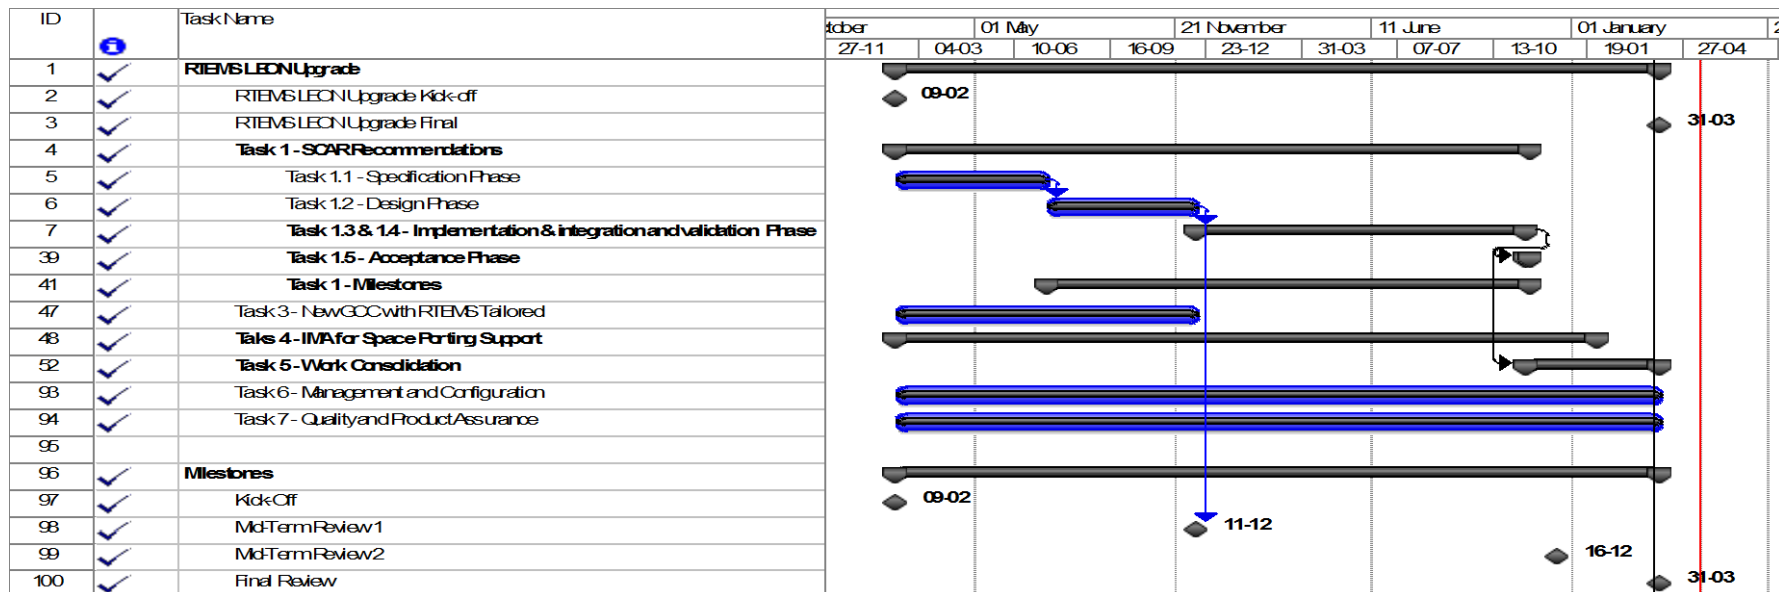 ID Task Name
tober 01 May 21 November 11 June 01 January 2
27-11 04-03 10-06 16-09 23-12 31-03 07-07 13-10 19-01 27-04
1 RTEMS LEON Upgrade
2 RTEMS LEON Upgrade Kick-off 09-02
3 RTEMS LEON Upgrade Final 31-03
4 Task 1 - SCAR Recommendations
5 Task 1.1 - Specification Phase
6 Task 1.2 - Design Phase
7 Task 1.3 & 1.4 - Implementation & integration and validation Phase
39 Task 1.5 - Acceptance Phase
41 Task 1 - Milestones
47 Task 3 - New GCC with RTEMS Tailored
48 Taks 4 - IMA for Space Porting Support
52 Task 5 - Work Consolidation
93 Task 6 - Management and Configuration
94 Task 7 - Quality and Product Assurance
95
96 Milestones
97 Kick-Off 09-02
98 Mid-Term Review 1 11-12
99 Mid-Term Review 2 16-12
100 Final Review 31-03